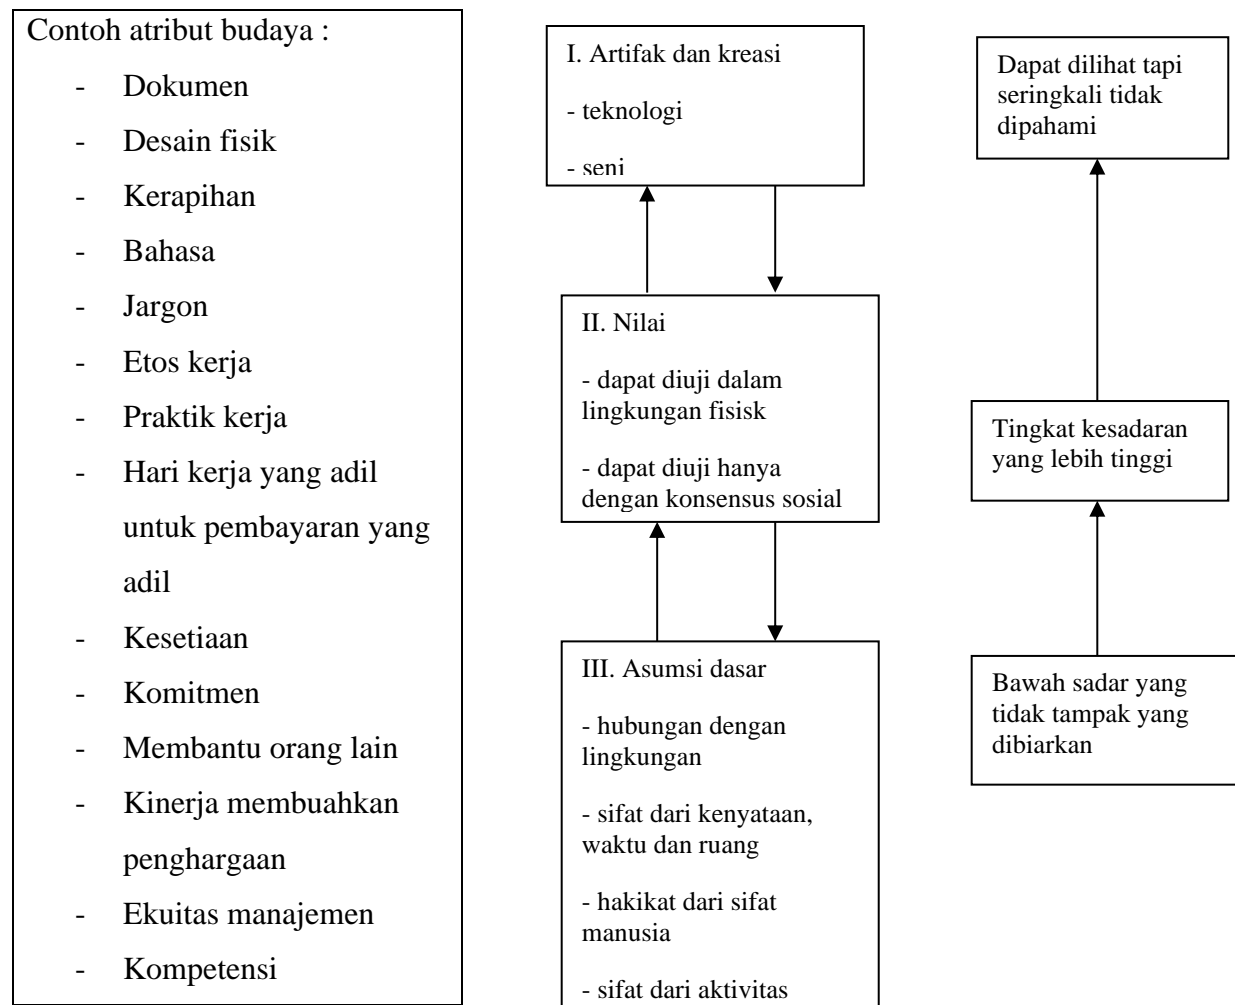 Contoh atribut budaya :
- Dokumen
- Desain fisik
- Kerapihan
- Bahasa
- Jargon
- Etos kerja
- Praktik kerja
- Hari kerja yang adil
untuk pembayaran yang
adil
- Kesetiaan
- Komitmen
- Membantu orang lain
- Kinerja membuahkan
penghargaan
- Ekuitas manajemen
- Kompetensi
I. Artifak dan kreasi
- teknologi
- seni
II. Nilai
- dapat diuji dalam
lingkungan fisisk
- dapat diuji hanya
dengan konsensus sosial
III. Asumsi dasar
- hubungan dengan
lingkungan
- sifat dari kenyataan,
waktu dan ruang
- hakikat dari sifat
manusia
- sifat dari aktivitas
Dapat dilihat tapi
seringkali tidak
dipahami
Tingkat kesadaran
yang lebih tinggi
Bawah sadar yang
tidak tampak yang
dibiarkan